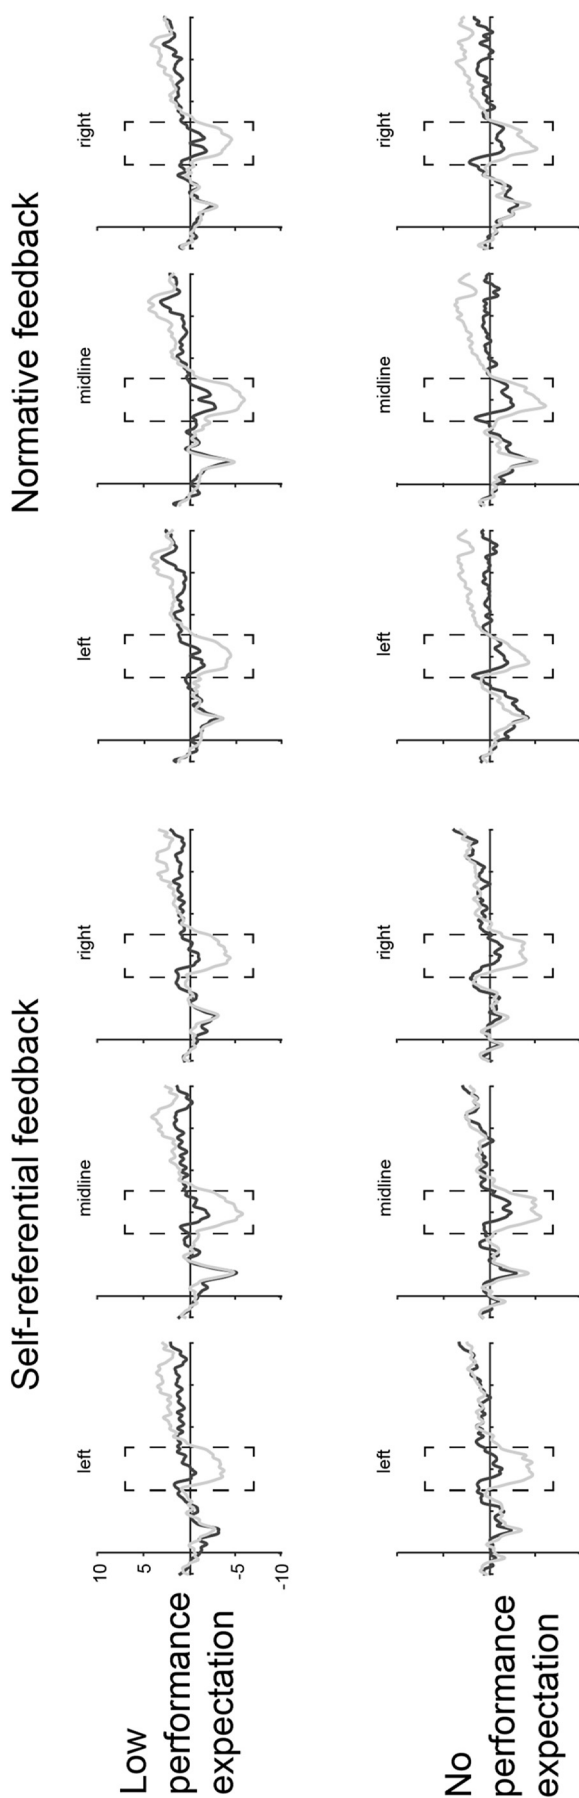 Self-referential feedback
Normative feedback
left
midline
right
left
midline
right
Low
performance
expectation
10
5
-5
-10
No
performance
expectation
left
midline
right
left
midline
right